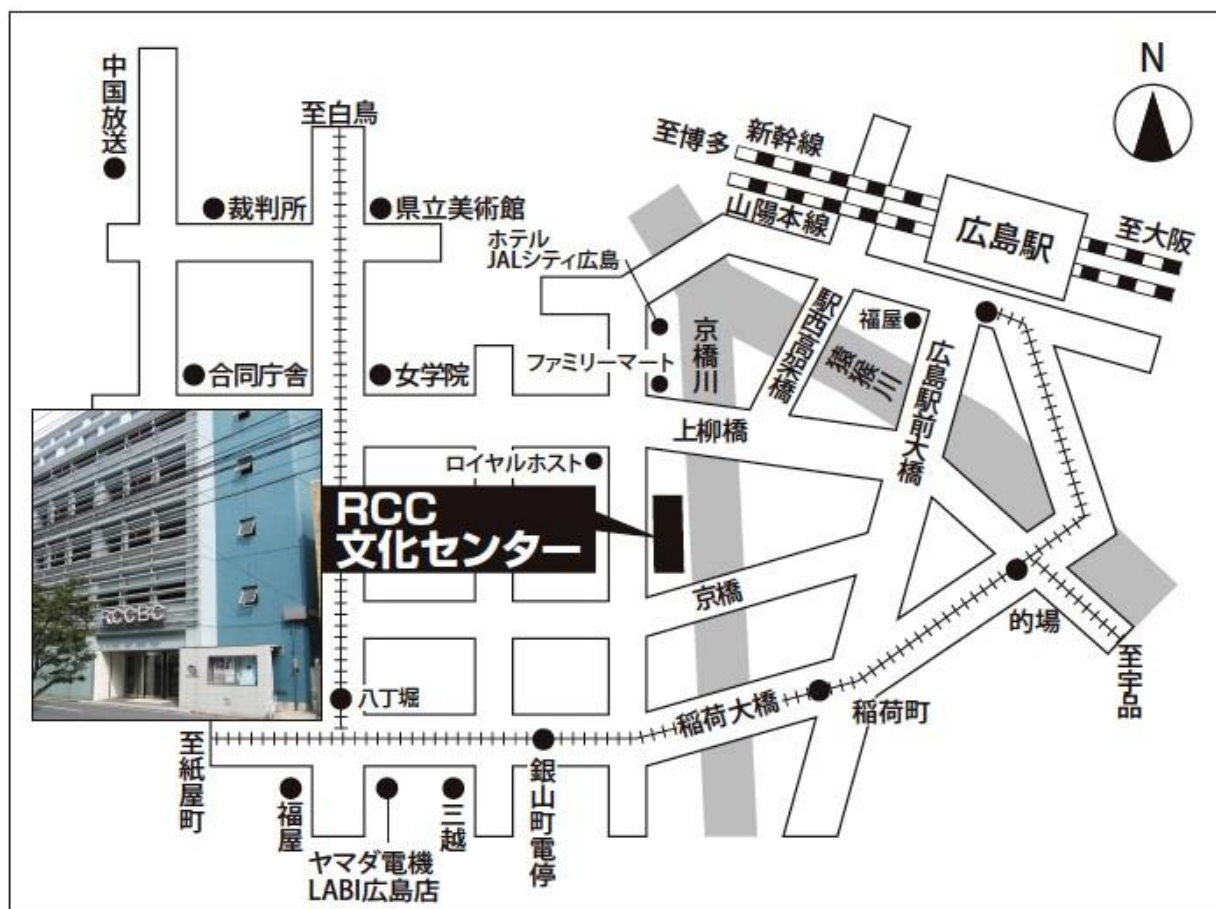 N
中国放送
至白鳥
至博多
新幹線
山陽本線
広島駅
至大阪
裁判所
県立美術館
ホテル
JALシティ広島
京橋川
駅西高架橋
福屋
猿猴川
広島駅前大橋
ファミリーマート
合同庁舎
女学院
上柳橋
ロイヤルホスト
RCC
文化センター
RCC BC
京橋
的場
至宇品
八丁堀
稲荷大橋
稲荷町
至紙屋町
福屋
ヤマダ電機
LABI広島店
三越
銀山町電停